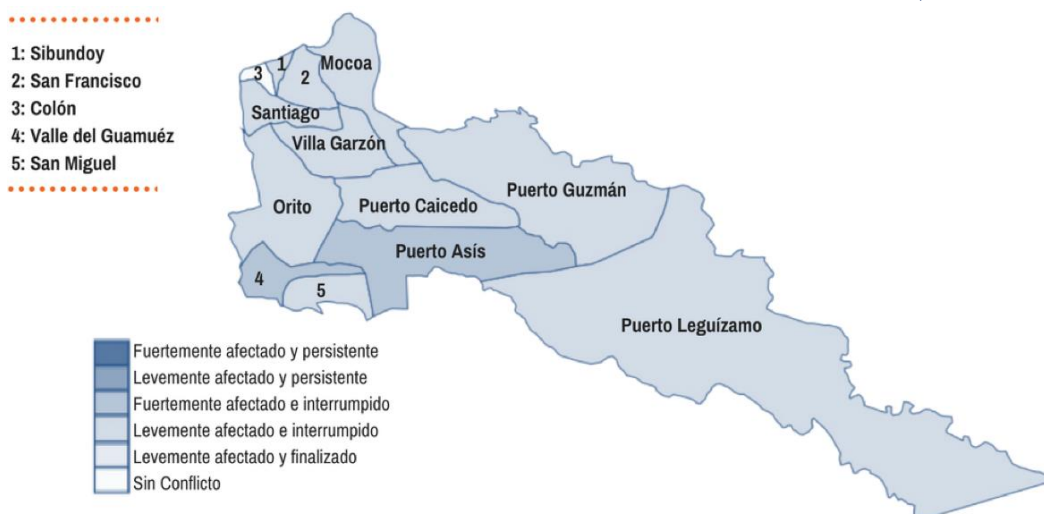 1: Sibundoy
2: San Francisco
3: Colón
4: Valle del Guamuéz
5: San Miguel
Mocoa
1
3
2
Santiago
Villa Garzón
Puerto Guzmán
Orito
Puerto Caicedo
Puerto Asís
4
5
Puerto Leguízamo
Fuertemente afectado y persistente
Levemente afectado y persistente
Fuertemente afectado e interrumpido
Levemente afectado e interrumpido
Levemente afectado y finalizado
Sin Conflicto